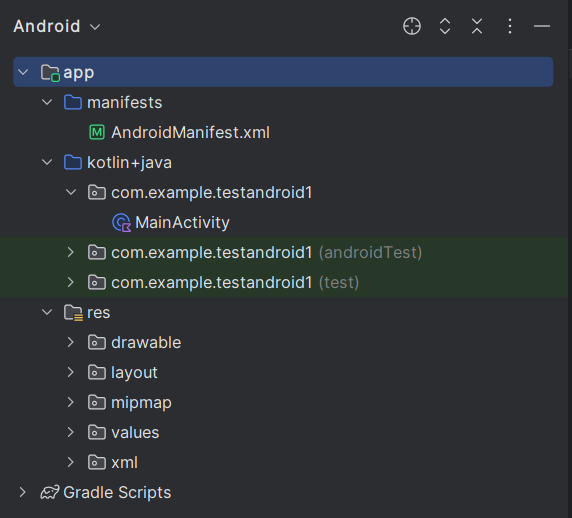 Android
app
manifests
AndroidManifest.xml
kotlin+java
com.example.testandroid1
MainActivity
com.example.testandroid1 (androidTest)
com.example.testandroid1 (test)
res
drawable
layout
mipmap
values
xml
Gradle Scripts